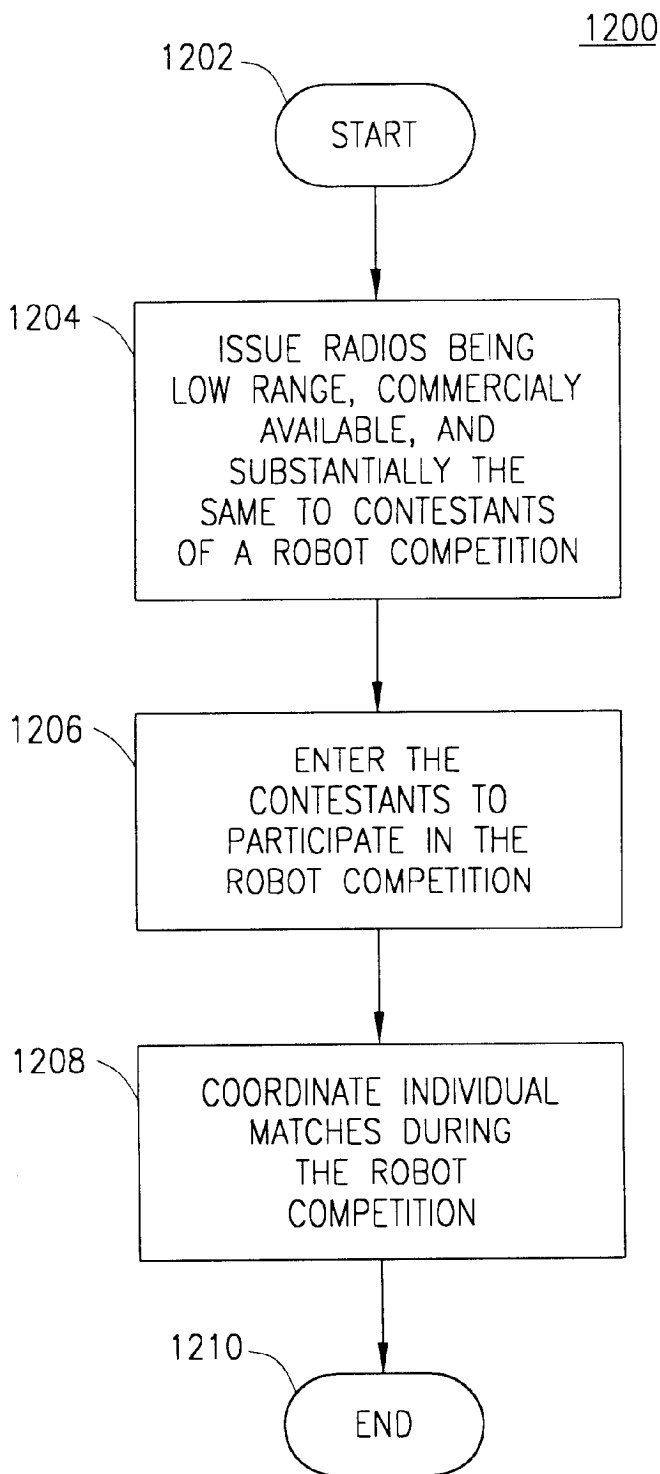 1200
1202
START
1204
ISSUE RADIOS BEING
LOW RANGE, COMMERCIALY
AVAILABLE, AND
SUBSTANTIALLY THE
SAME TO CONTESTANTS
OF A ROBOT COMPETITION
1206
ENTER THE
CONTESTANTS TO
PARTICIPATE IN THE
ROBOT COMPETITION
1208
COORDINATE INDIVIDUAL
MATCHES DURING
THE ROBOT
COMPETITION
1210
END